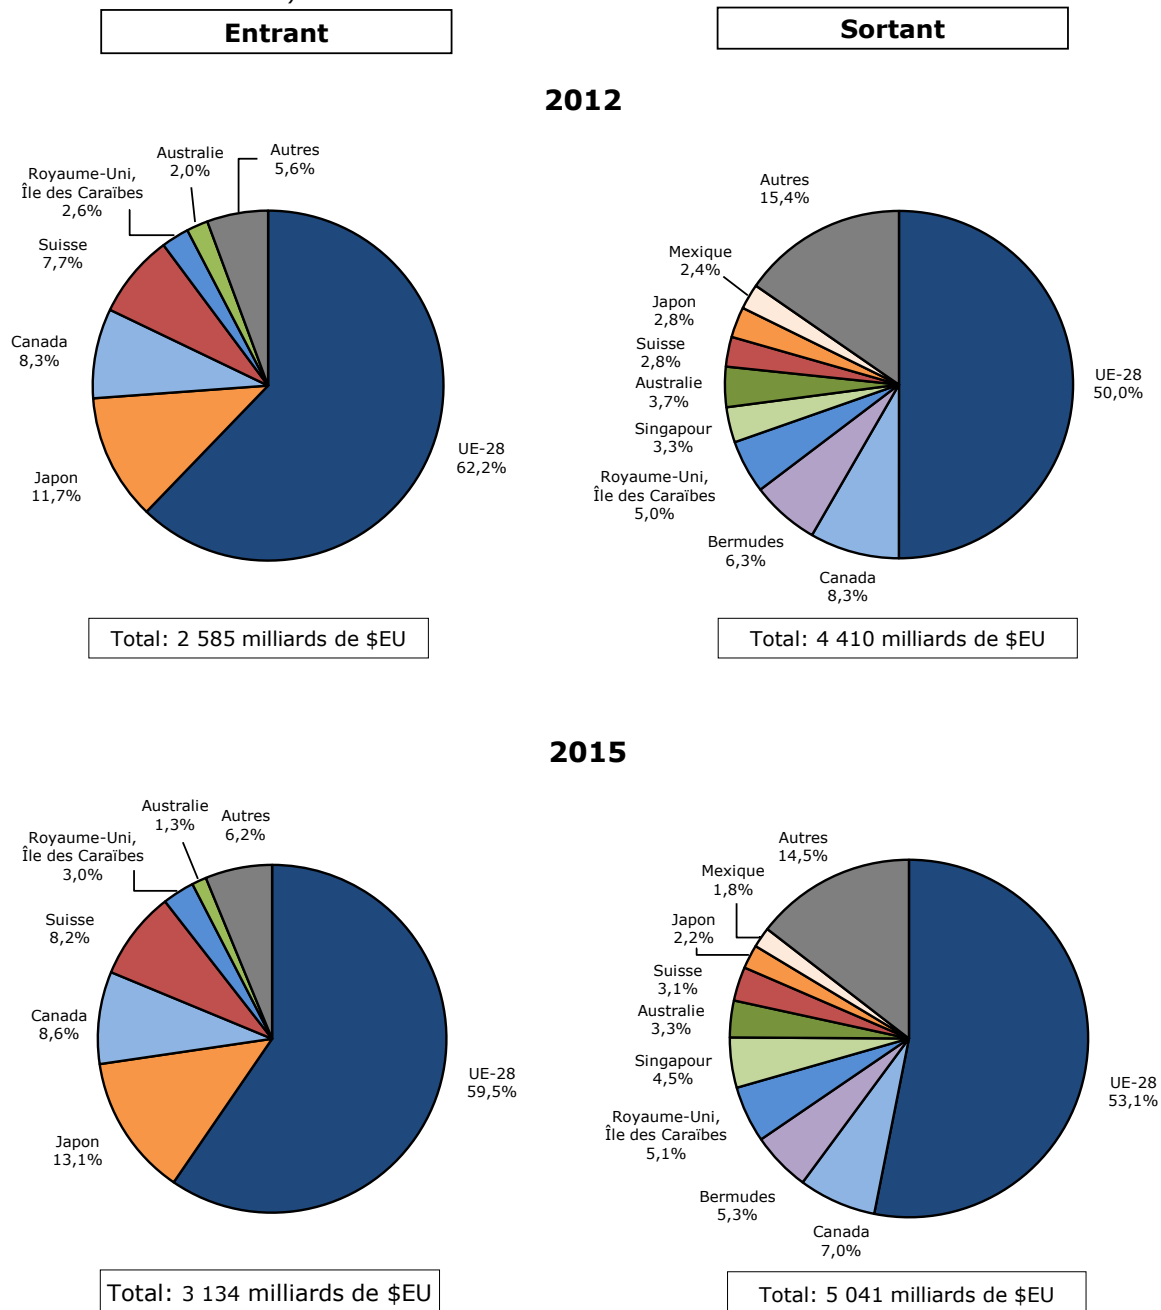 Entrant
Sortant
2012
Australie
2,0%
Autres
5,6%
Royaume-Uni,
Île des Caraïbes
2,6%
Suisse
7,7%
Canada
8,3%
Japon
11,7%
UE-28
62,2%
Total: 2 585 milliards de $EU
Autres
15,4%
Mexique
2,4%
Japon
2,8%
Suisse
2,8%
Australie
3,7%
Singapour
3,3%
Royaume-Uni,
Île des Caraïbes
5,0%
Bermudes
6,3%
Canada
8,3%
UE-28
50,0%
Total: 4 410 milliards de $EU
2015
Australie
1,3%
Autres
6,2%
Royaume-Uni,
Île des Caraïbes
3,0%
Suisse
8,2%
Canada
8,6%
Japon
13,1%
UE-28
59,5%
Total: 3 134 milliards de $EU
Autres
14,5%
Mexique
1,8%
Japon
2,2%
Suisse
3,1%
Australie
3,3%
Singapour
4,5%
Royaume-Uni,
Île des Caraïbes
5,1%
Bermudes
5,3%
Canada
7,0%
UE-28
53,1%
Total: 5 041 milliards de $EU